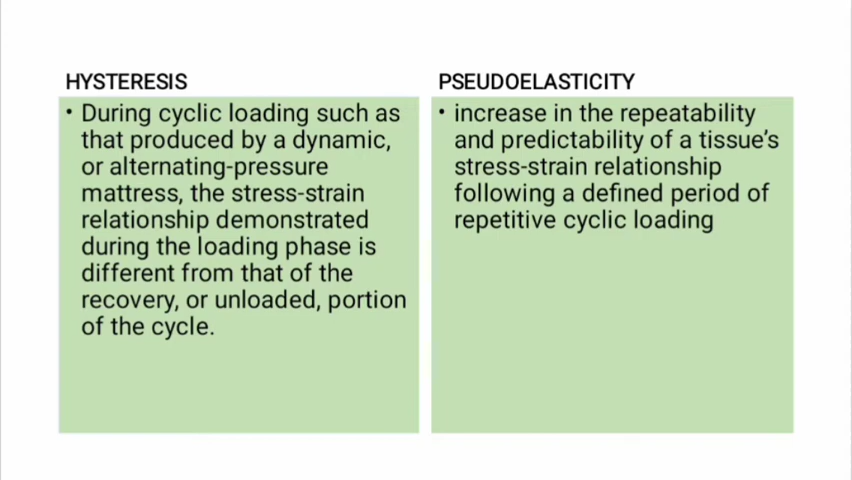 HYSTERESIS
• During cyclic loading such as
that produced by a dynamic,
or alternating-pressure
mattress, the stress-strain
relationship demonstrated
during the loading phase is
different from that of the
recovery, or unloaded, portion
of the cycle.
PSEUDOELASTICITY
• increase in the repeatability
and predictability of a tissue's
stress-strain relationship
following a defined period of
repetitive cyclic loading